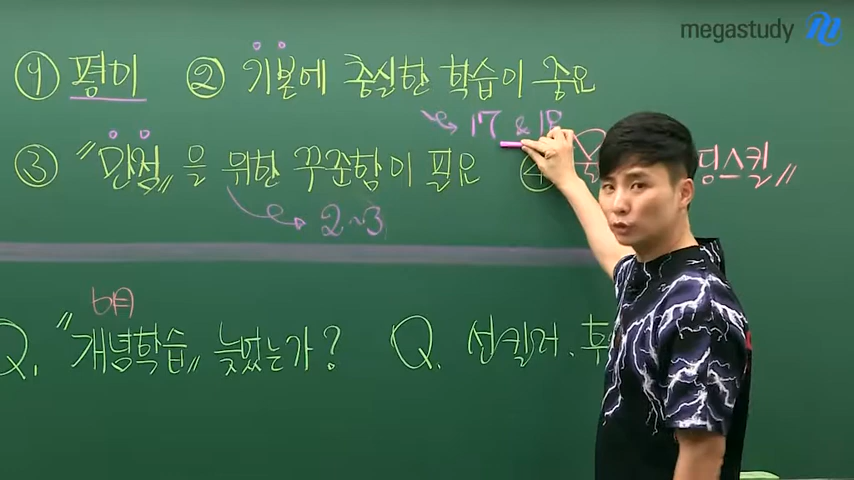 megastudy
① 평이 ② 기본에 충실한 학습이 중요
17 & 18
③ "만점" 을 위한 꾸준함이 필요 ④ 딩스킬"
2~3
6月
Q. "개념학습" 늦었는가? Q. 선킬러. 후